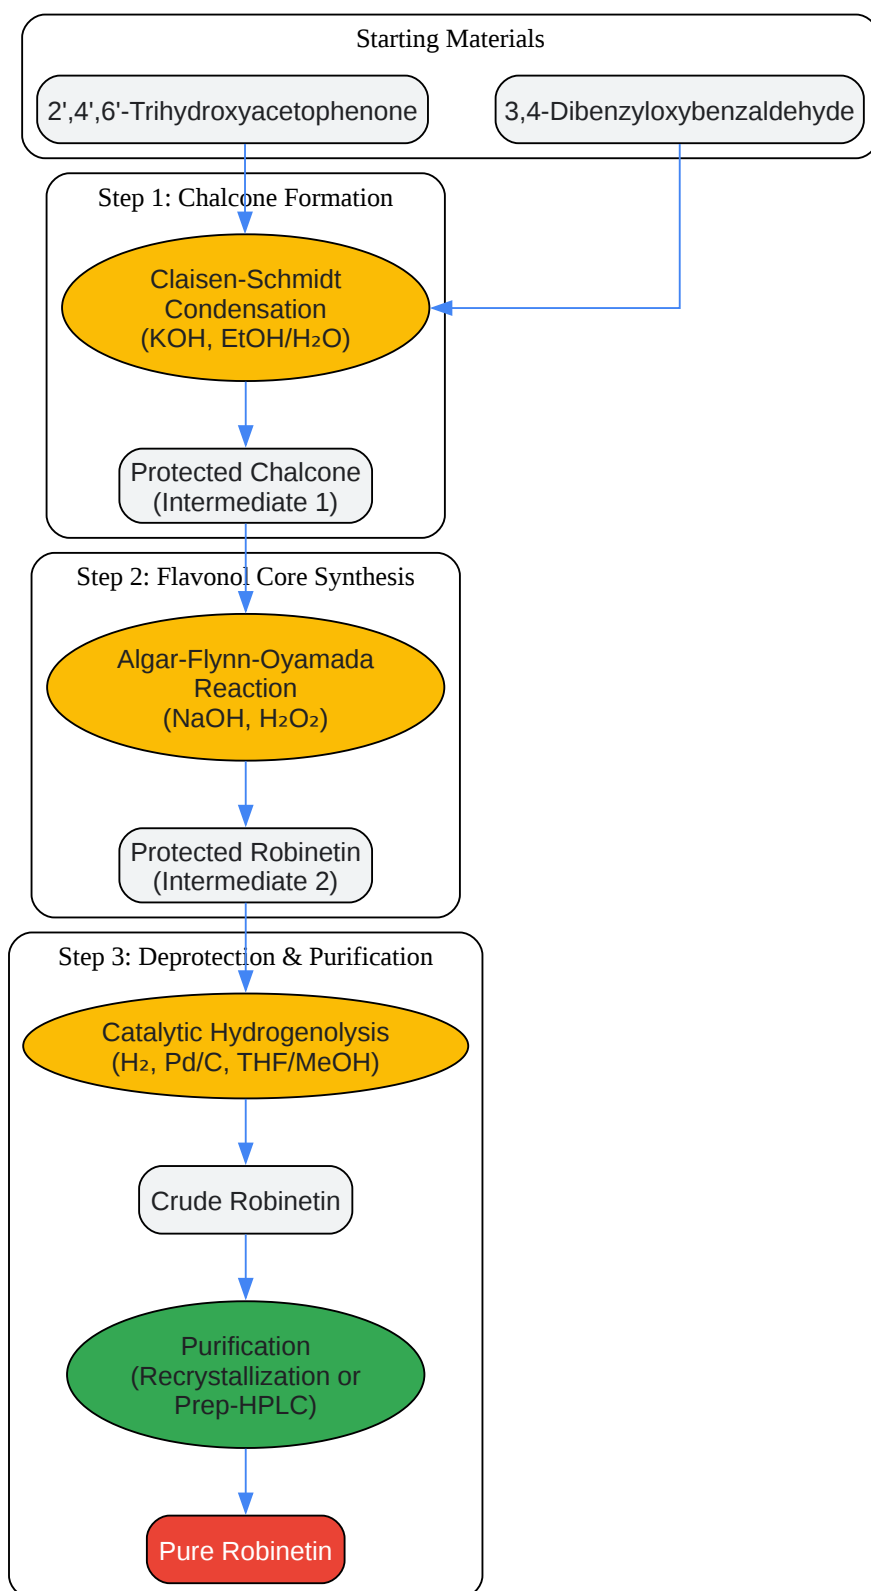 Starting Materials
2',4',6'-Trihydroxyacetophenone
3,4-Dibenzyloxybenzaldehyde
Step 1: Chalcone Formation
Claisen-Schmidt
Condensation
(KOH, EtOH/H₂O)
Protected Chalcone
(Intermediate 1)
Step 2: Flavonol Core Synthesis
Algar-Flynn-Oyamada
Reaction
(NaOH, H₂O₂)
Protected Robinetin
(Intermediate 2)
Step 3: Deprotection & Purification
Catalytic Hydrogenolysis
(H₂, Pd/C, THF/MeOH)
Crude Robinetin
Purification
(Recrystallization or
Prep-HPLC)
Pure Robinetin